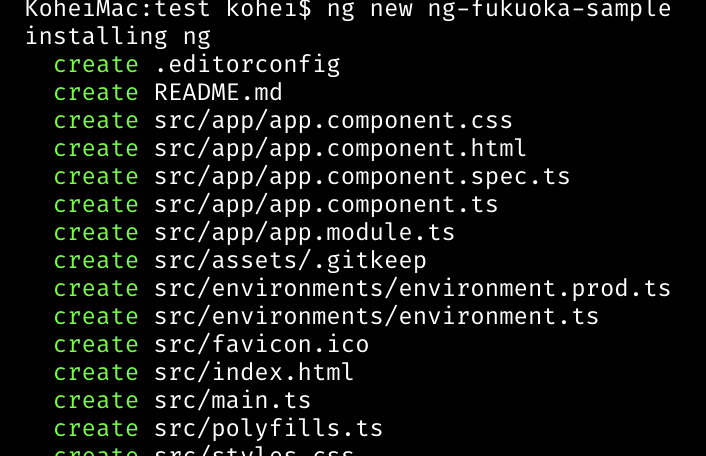 KoheiMac:test kohei$ ng new ng-fukuoka-sample
installing ng
create .editorconfig
create README.md
create src/app/app.component.css
create src/app/app.component.html
create src/app/app.component.spec.ts
create src/app/app.component.ts
create src/app/app.module.ts
create src/assets/.gitkeep
create src/environments/environment.prod.ts
create src/environments/environment.ts
create src/favicon.ico
create src/index.html
create src/main.ts
create src/polyfills.ts
create src/styles.css